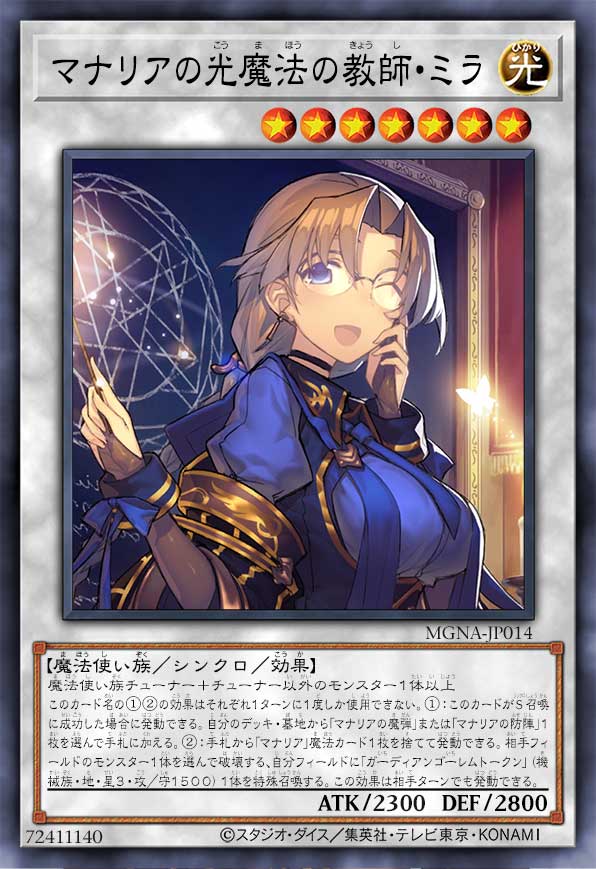 マナリアの光魔法の教師・ミラ
光
MGNA-JP014
【魔法使い族／シンクロ／効果】
魔法使い族チューナー＋チューナー以外のモンスター1体以上
このカード名の①②の効果はそれぞれ1ターンに1度しか使用できない。①：このカードがS召喚
に成功した場合に発動できる。自分のデッキ・墓地から「マナリアの魔弾」または「マナリアの防陣」1
枚を選んで手札に加える。②：手札から「マナリア」魔法カード1枚を捨てて発動できる。相手フィ
ールドのモンスター1体を選んで破壊する、自分フィールドに「ガーディアンゴーレムトークン」（機
械族・地・星3・攻／守1500）1体を特殊召喚する。この効果は相手ターンでも発動できる。
ATK/2300 DEF/2800
72411140 ©スタジオ・ダイス／集英社・テレビ東京・KONAMI